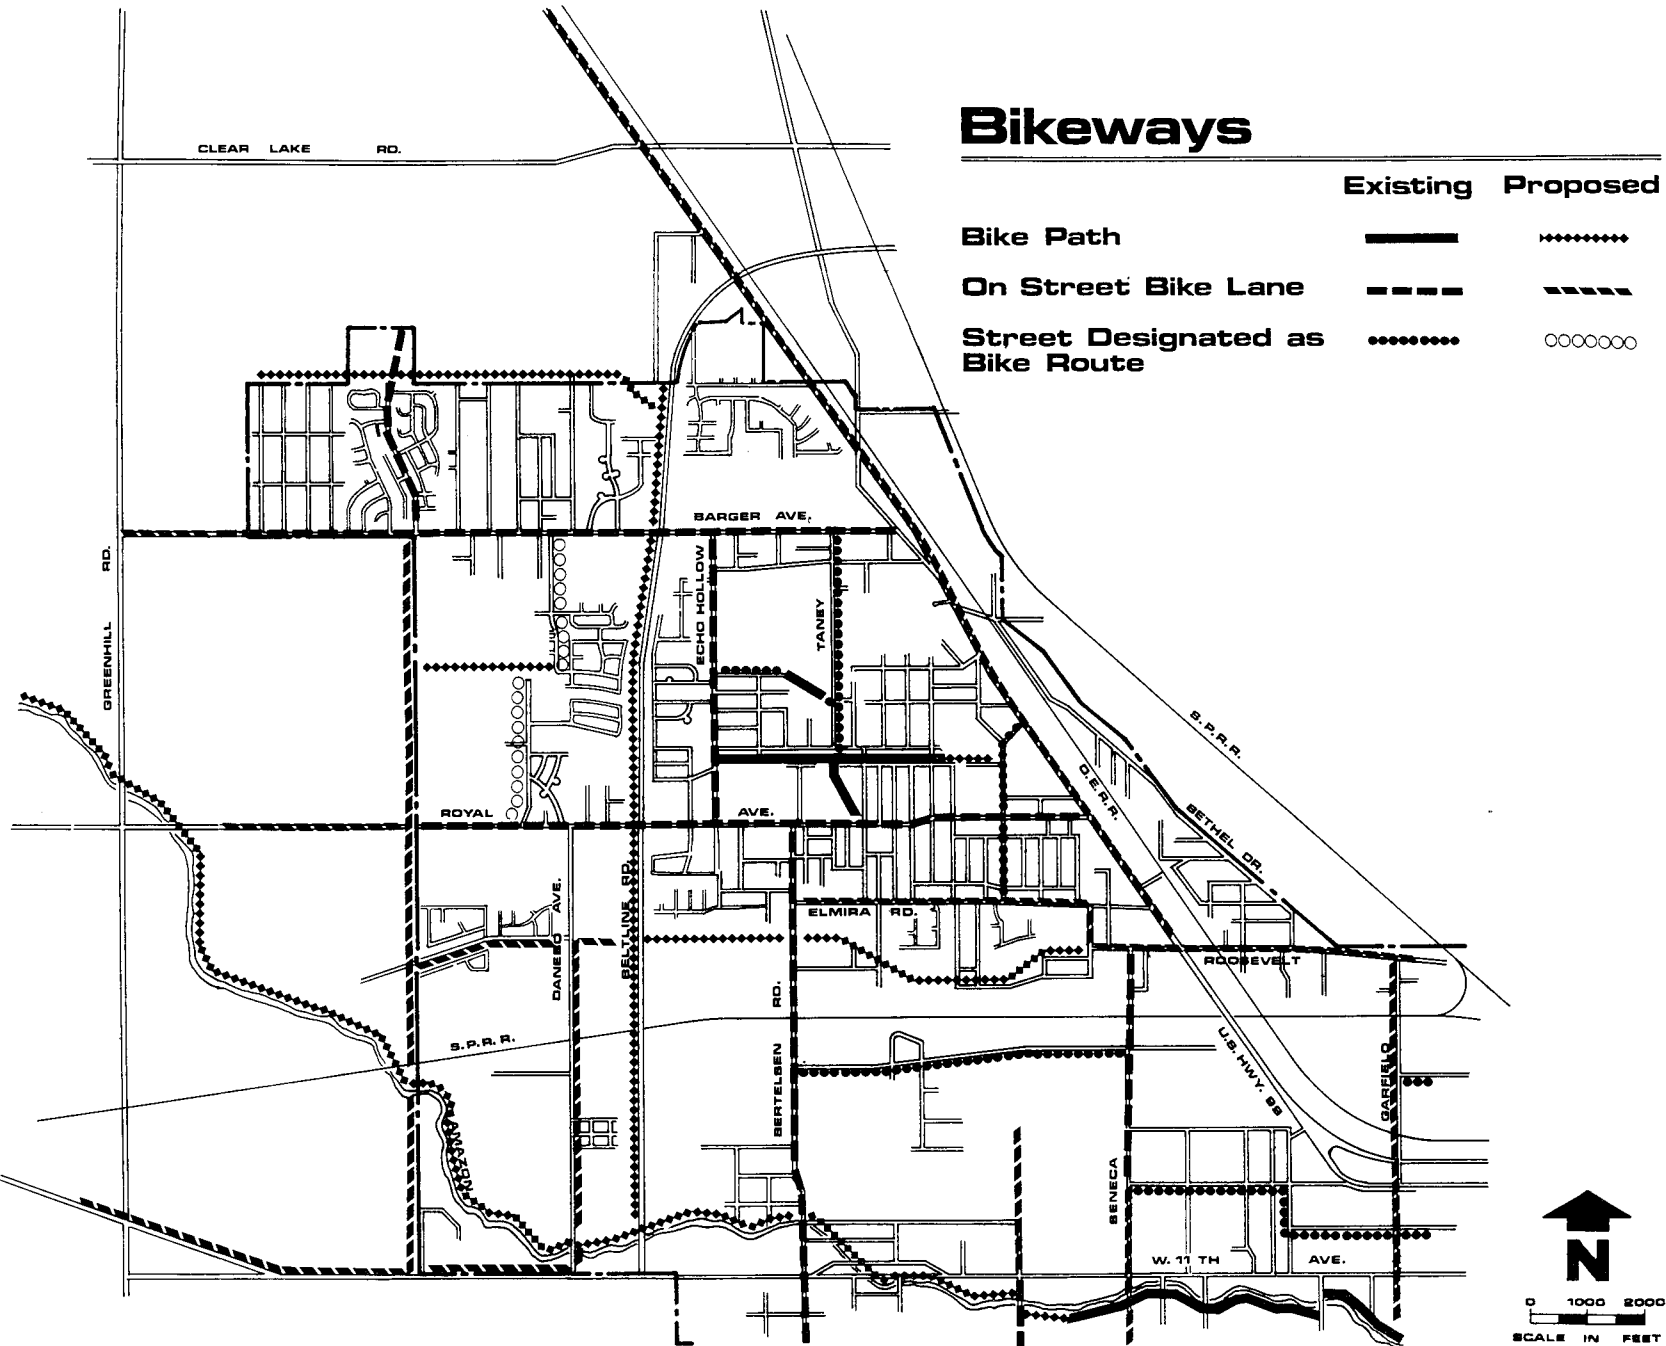 Bikeways
Existing Proposed
Bike Path
On Street Bike Lane
Street Designated as
Bike Route
CLEAR LAKE RD.
BARGER AVE.
GREENHILL RD.
ECHO HOLLOW
TANEY
S.P.R.R.
O.E.R.R.
BETHEL DR.
ROYAL AVE.
DANEBO AVE.
BELTLINE RD.
ELMIRA RD.
ROOSEVELT
BERTELSEN RD.
S.P.R.R.
U.S. HWY. 99
GARFIELD
AMAZON
SENECA
W. 11 TH AVE.
N
0 1000 2000
SCALE IN FEET